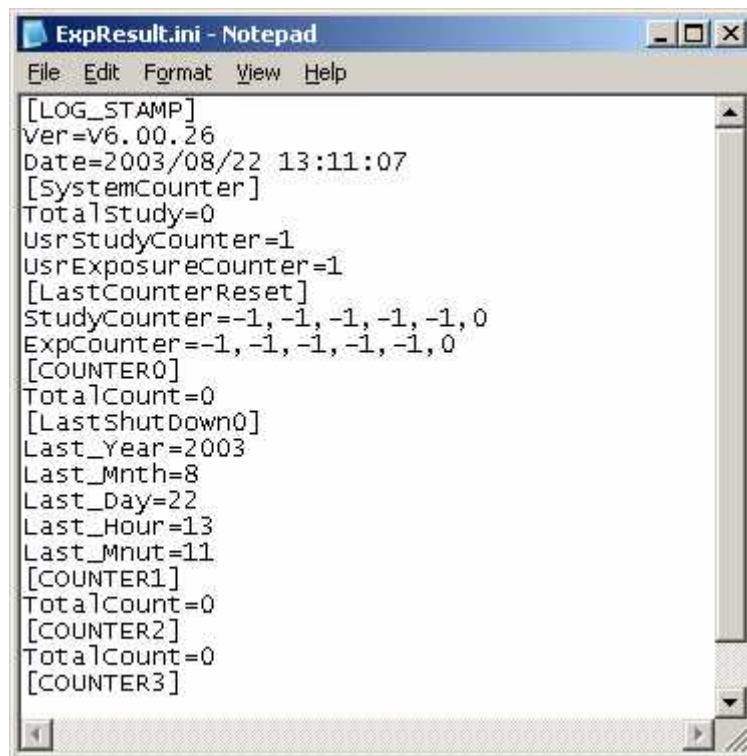 ExpResult.ini - Notepad
File Edit Format View Help
[LOG_STAMP]
Ver=V6.00.26
Date=2003/08/22 13:11:07
[SystemCounter]
TotalStudy=0
UsrStudyCounter=1
UsrExposureCounter=1
[LastCounterReset]
StudyCounter=-1,-1,-1,-1,-1,0
ExpCounter=-1,-1,-1,-1,-1,0
[COUNTER0]
TotalCount=0
[LastShutDown0]
Last_Year=2003
Last_Mnth=8
Last_Day=22
Last_Hour=13
Last_Mnut=11
[COUNTER1]
TotalCount=0
[COUNTER2]
TotalCount=0
[COUNTER3]